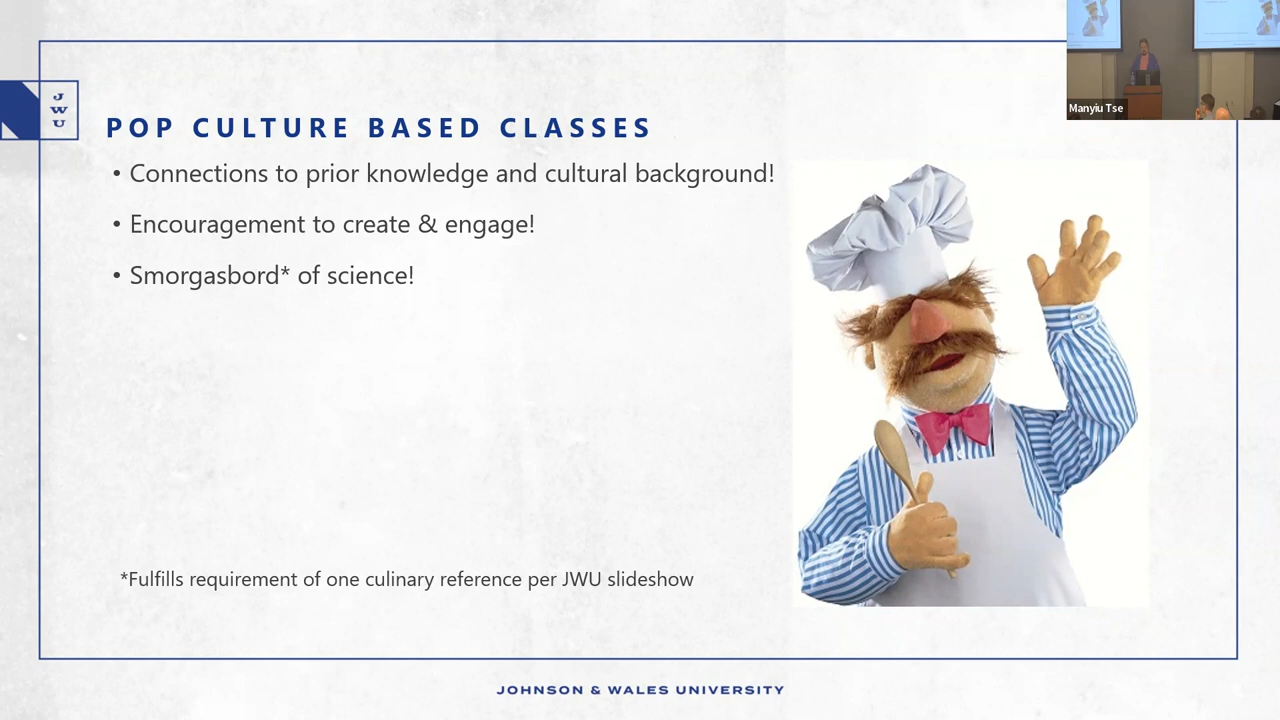 Manyiu Tse
J
W
U
POP CULTURE BASED CLASSES
• Connections to prior knowledge and cultural background!
• Encouragement to create & engage!
• Smorgasbord* of science!
*Fulfills requirement of one culinary reference per JWU slideshow
JOHNSON & WALES UNIVERSITY